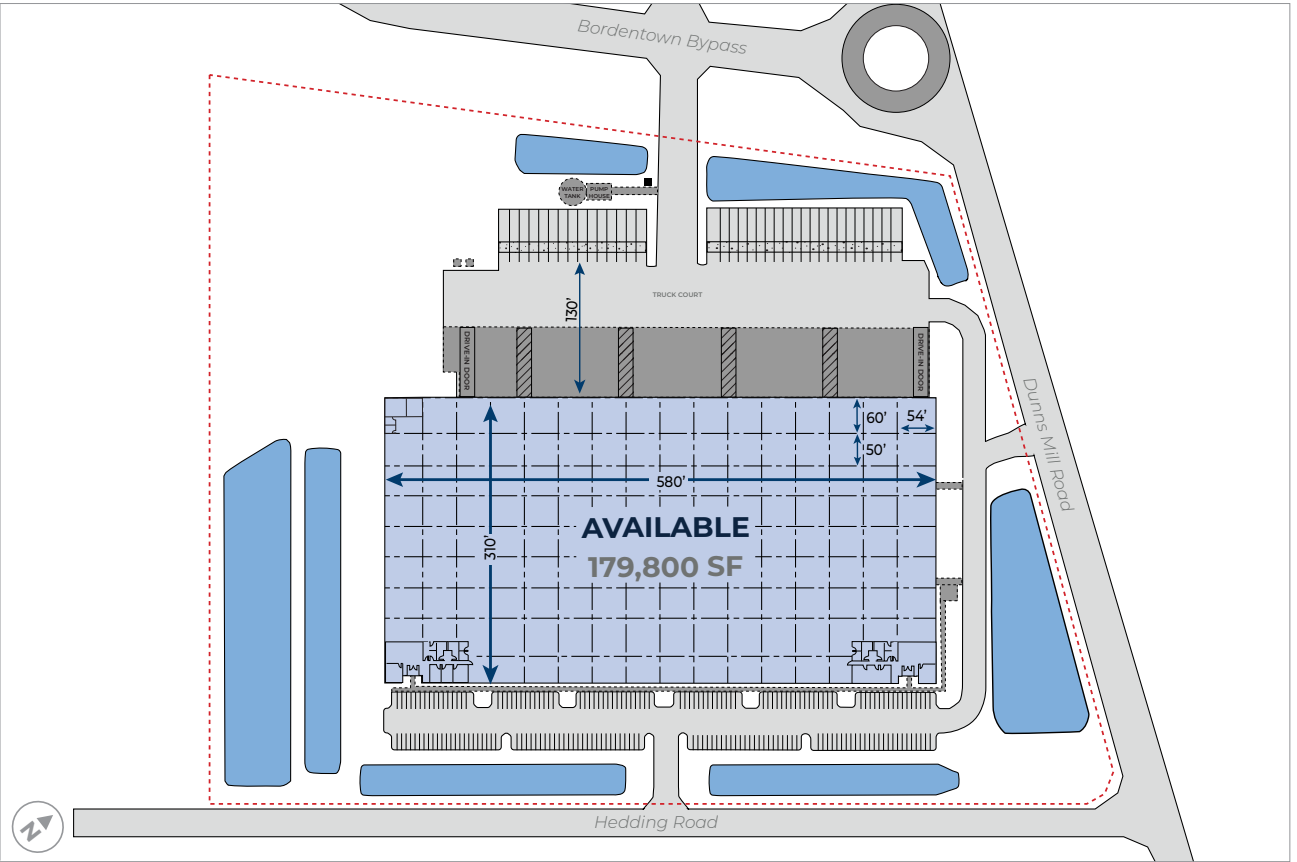 Bordentown Bypass
WATER
TANK
PUMP
HOUSE
TRUCK COURT
130'
DRIVE-IN DOOR
DRIVE-IN DOOR
60'
54'
50'
580'
310'
AVAILABLE
179,800 SF
Dunns Mill Road
Hedding Road
N